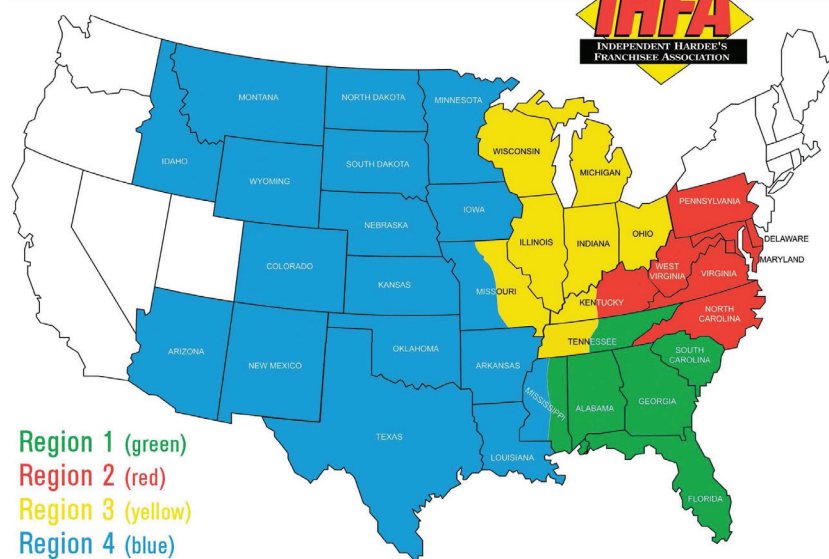 IHFA
INDEPENDENT HARDEE'S
FRANCHISEE ASSOCIATION
MONTANA
NORTH DAKOTA
MINNESOTA
IDAHO
WYOMING
SOUTH DAKOTA
WISCONSIN
MICHIGAN
NEBRASKA
IOWA
PENNSYLVANIA
ILLINOIS
INDIANA
OHIO
DELAWARE
MARYLAND
COLORADO
KANSAS
MISSOURI
WEST
VIRGINIA
VIRGINIA
KENTUCKY
NORTH
CAROLINA
TENNESSEE
ARIZONA
NEW MEXICO
OKLAHOMA
ARKANSAS
SOUTH
CAROLINA
MISSISSIPPI
ALABAMA
GEORGIA
TEXAS
LOUISIANA
FLORIDA
Region 1 (green)
Region 2 (red)
Region 3 (yellow)
Region 4 (blue)